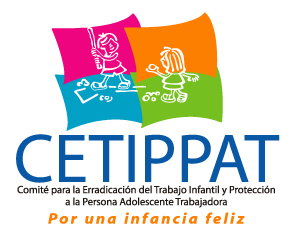 CETIPPAT
Comité para la Erradicación del Trabajo Infantil y Protección
a la Persona Adolescente Trabajadora
Por una infancia feliz